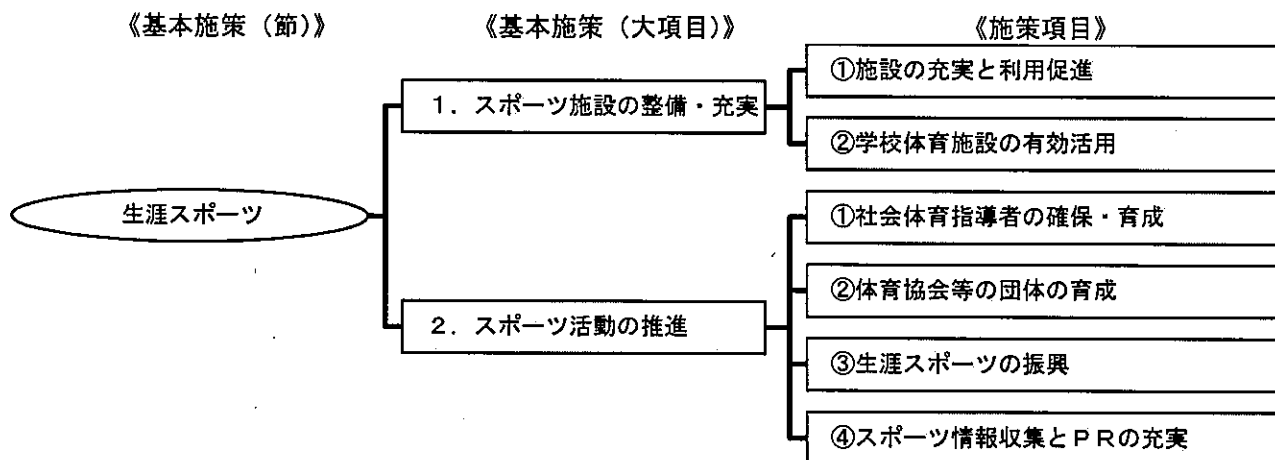 《基本施策（節）》
《基本施策（大項目）》
《施策項目》
生涯スポーツ
１．スポーツ施設の整備・充実
①施設の充実と利用促進
②学校体育施設の有効活用
２．スポーツ活動の推進
①社会体育指導者の確保・育成
②体育協会等の団体の育成
③生涯スポーツの振興
④スポーツ情報収集とＰＲの充実